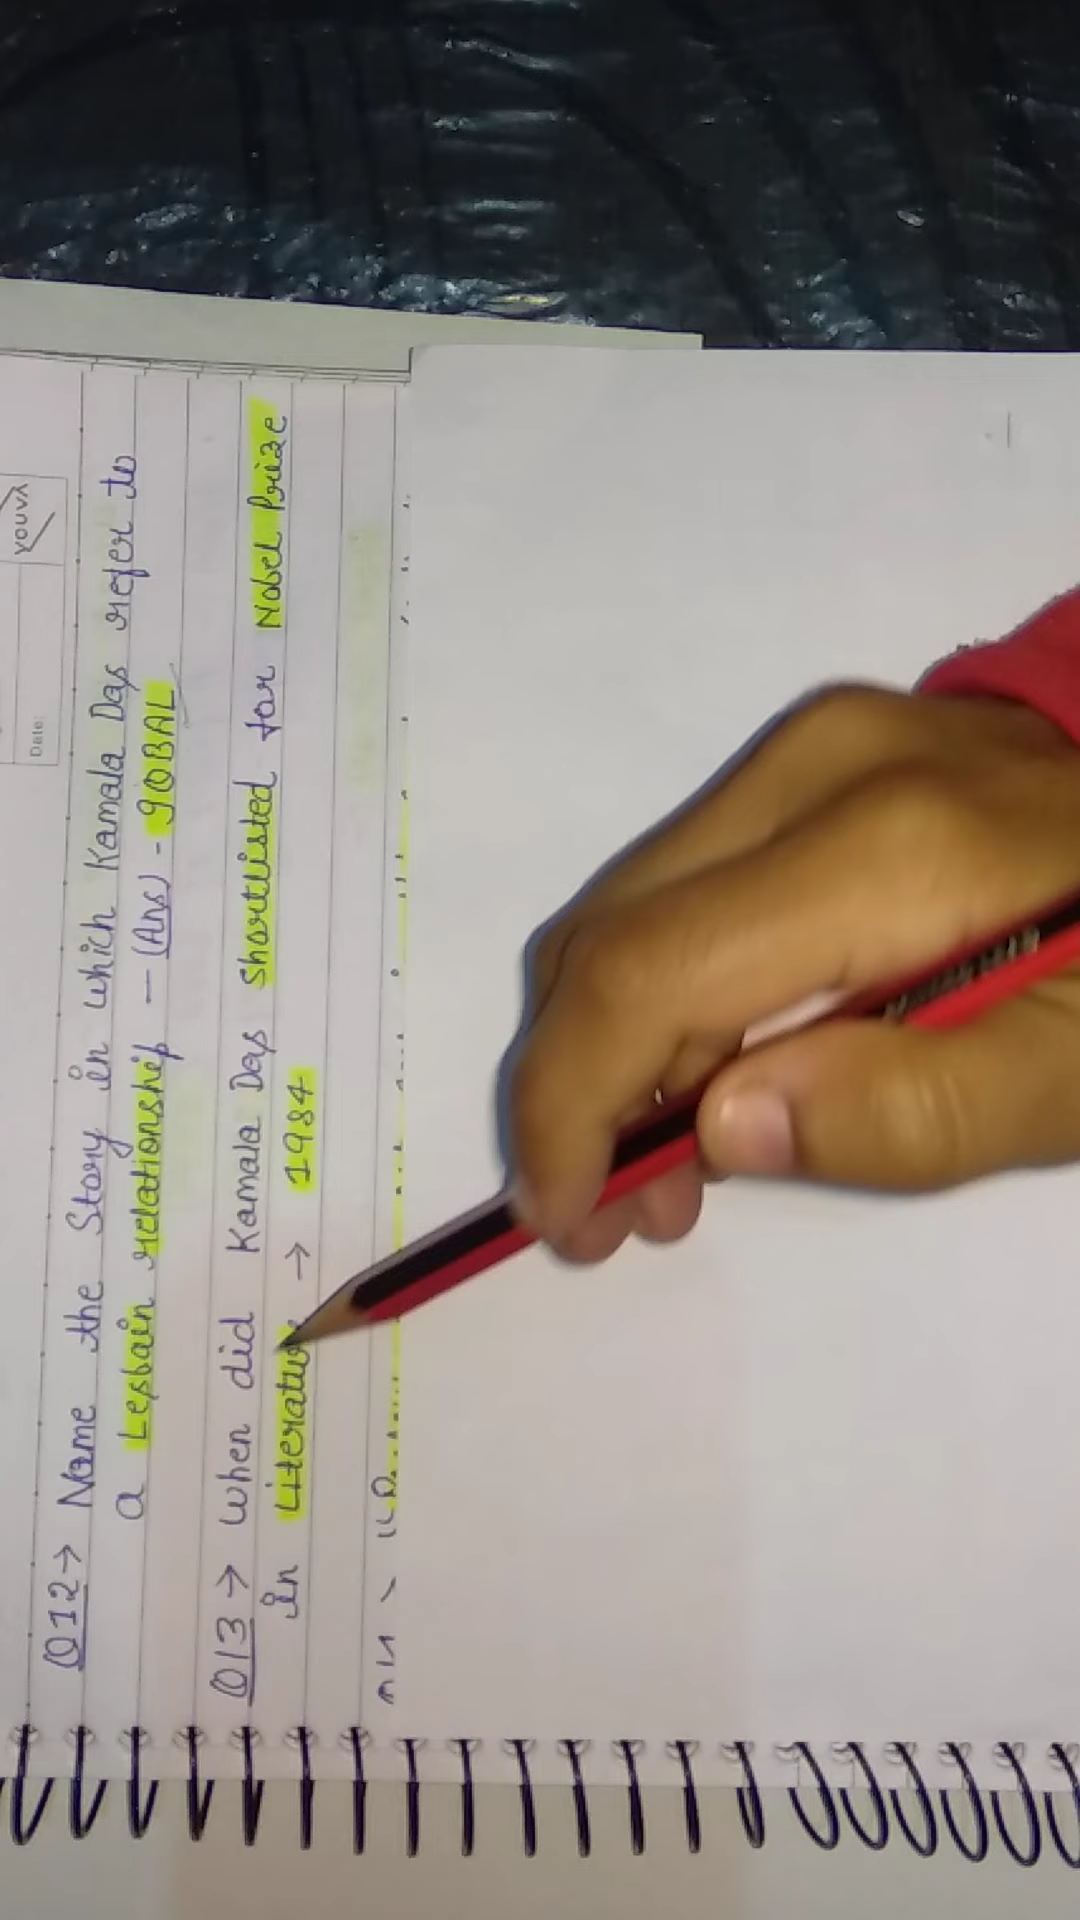 YOUVA
Date:
Q12→ Name the Story in which Kamala Das refer to
a Lesbain relationship — (Ans) - gOBAL
Q13→ When did Kamala Das shortlisted for Nobel Prize
in Literature → 1984